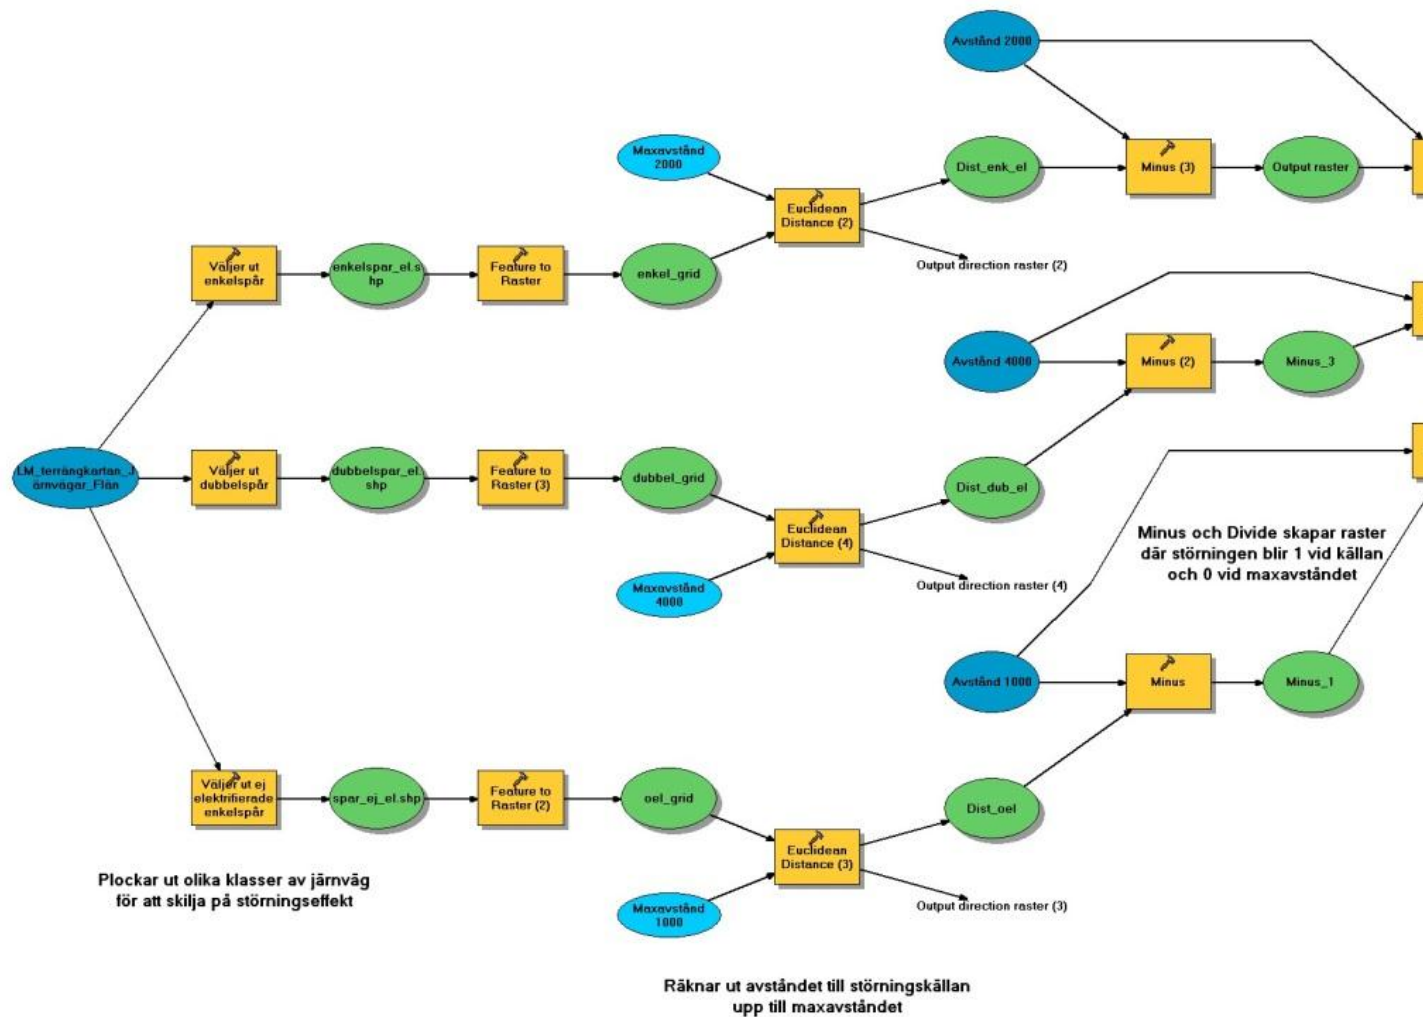 Avstånd 2000
Maxavstånd
2000
Dist_enk_el
Minus (3)
Output raster
Euclidean
Distance (2)
Output direction raster (2)
Väljer ut
enkelspår
enkelspar_el.s
hp
Feature to
Raster
enkel_grid
Avstånd 4000
Minus (2)
Minus_3
LM_terrängkartan_J
ärnvägar_Flän
Väljer ut
dubbelspår
dubbelspar_el.
shp
Feature to
Raster (3)
dubbel_grid
Dist_dub_el
Euclidean
Distance (4)
Output direction raster (4)
Maxavstånd
4000
Minus och Divide skapar raster
där störningen blir 1 vid källan
och 0 vid maxavståndet
Avstånd 1000
Minus
Minus_1
Väljer ut ej
elektrifierade
enkelspår
spar_ej_el.shp
Feature to
Raster (2)
oel_grid
Dist_oel
Euclidean
Distance (3)
Output direction raster (3)
Maxavstånd
1000
Plockar ut olika klasser av järnväg
för att skilja på störningseffekt
Räknar ut avståndet till störningskällan
upp till maxavståndet